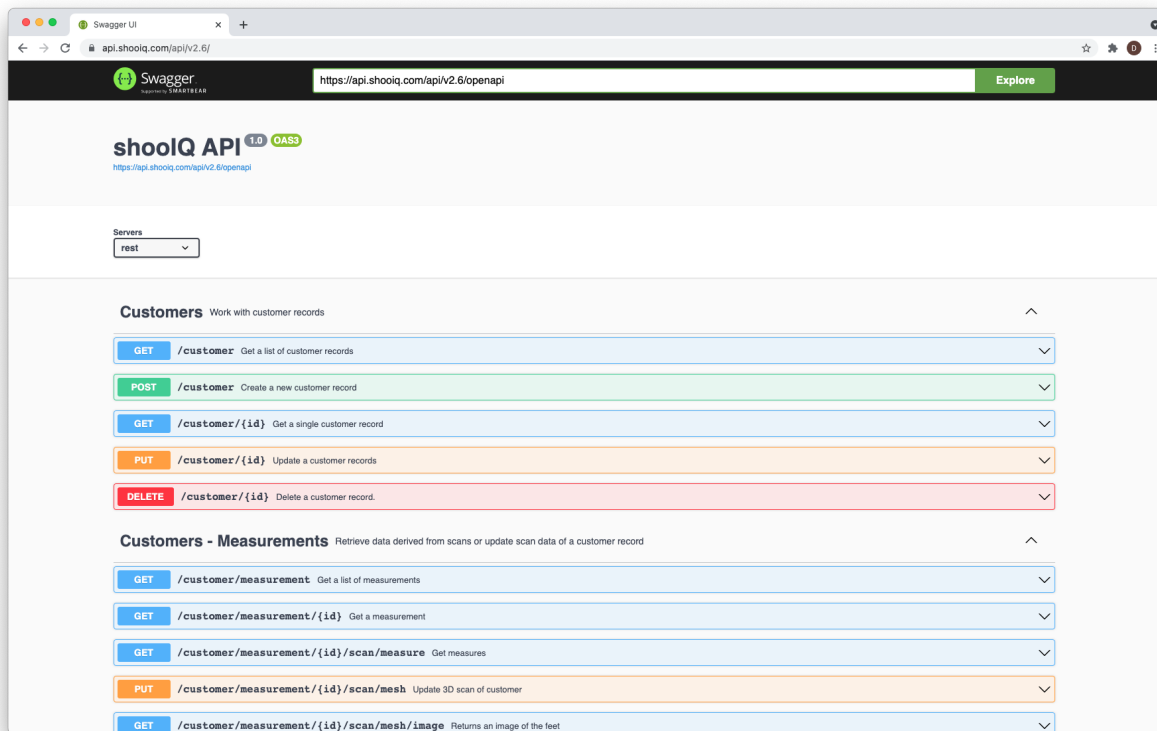 Swagger UI
api.shooiq.com/api/v2.6/
D
Swagger
Supported by SMARTBEAR
https://api.shooiq.com/api/v2.6/openapi
Explore
shooIQ API 1.0 OAS3
https://api.shooiq.com/api/v2.6/openapi
Servers
rest
Customers Work with customer records
GET /customer Get a list of customer records
POST /customer Create a new customer record
GET /customer/{id} Get a single customer record
PUT /customer/{id} Update a customer records
DELETE /customer/{id} Delete a customer record.
Customers - Measurements Retrieve data derived from scans or update scan data of a customer record
GET /customer/measurement Get a list of measurements
GET /customer/measurement/{id} Get a measurement
GET /customer/measurement/{id}/scan/measure Get measures
PUT /customer/measurement/{id}/scan/mesh Update 3D scan of customer
GET /customer/measurement/{id}/scan/mesh/image Returns an image of the feet